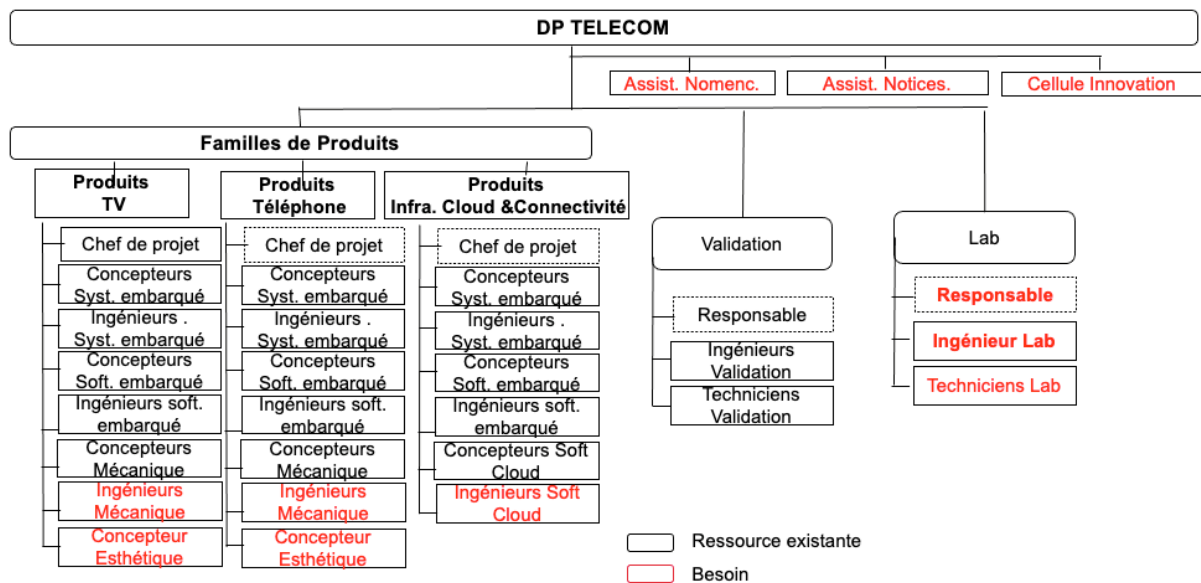 DP TELECOM
Assist. Nomenc.
Assist. Notices.
Cellule Innovation
Familles de Produits
Produits
TV
Chef de projet
Concepteurs
Syst. embarqué
Ingénieurs .
Syst. embarqué
Concepteurs
Soft. embarqué
Ingénieurs soft.
embarqué
Concepteurs
Mécanique
Ingénieurs
Mécanique
Concepteur
Esthétique
Produits
Téléphone
Chef de projet
Concepteurs
Syst. embarqué
Ingénieurs .
Syst. embarqué
Concepteurs
Soft. embarqué
Ingénieurs soft.
embarqué
Concepteurs
Mécanique
Ingénieurs
Mécanique
Concepteur
Esthétique
Produits
Infra. Cloud &Connectivité
Chef de projet
Concepteurs
Syst. embarqué
Ingénieurs .
Syst. embarqué
Concepteurs
Soft. embarqué
Ingénieurs soft.
embarqué
Concepteurs Soft
Cloud
Ingénieurs Soft
Cloud
Validation
Responsable
Ingénieurs
Validation
Techniciens
Validation
Lab
Responsable
Ingénieur Lab
Techniciens Lab
Ressource existante
Besoin